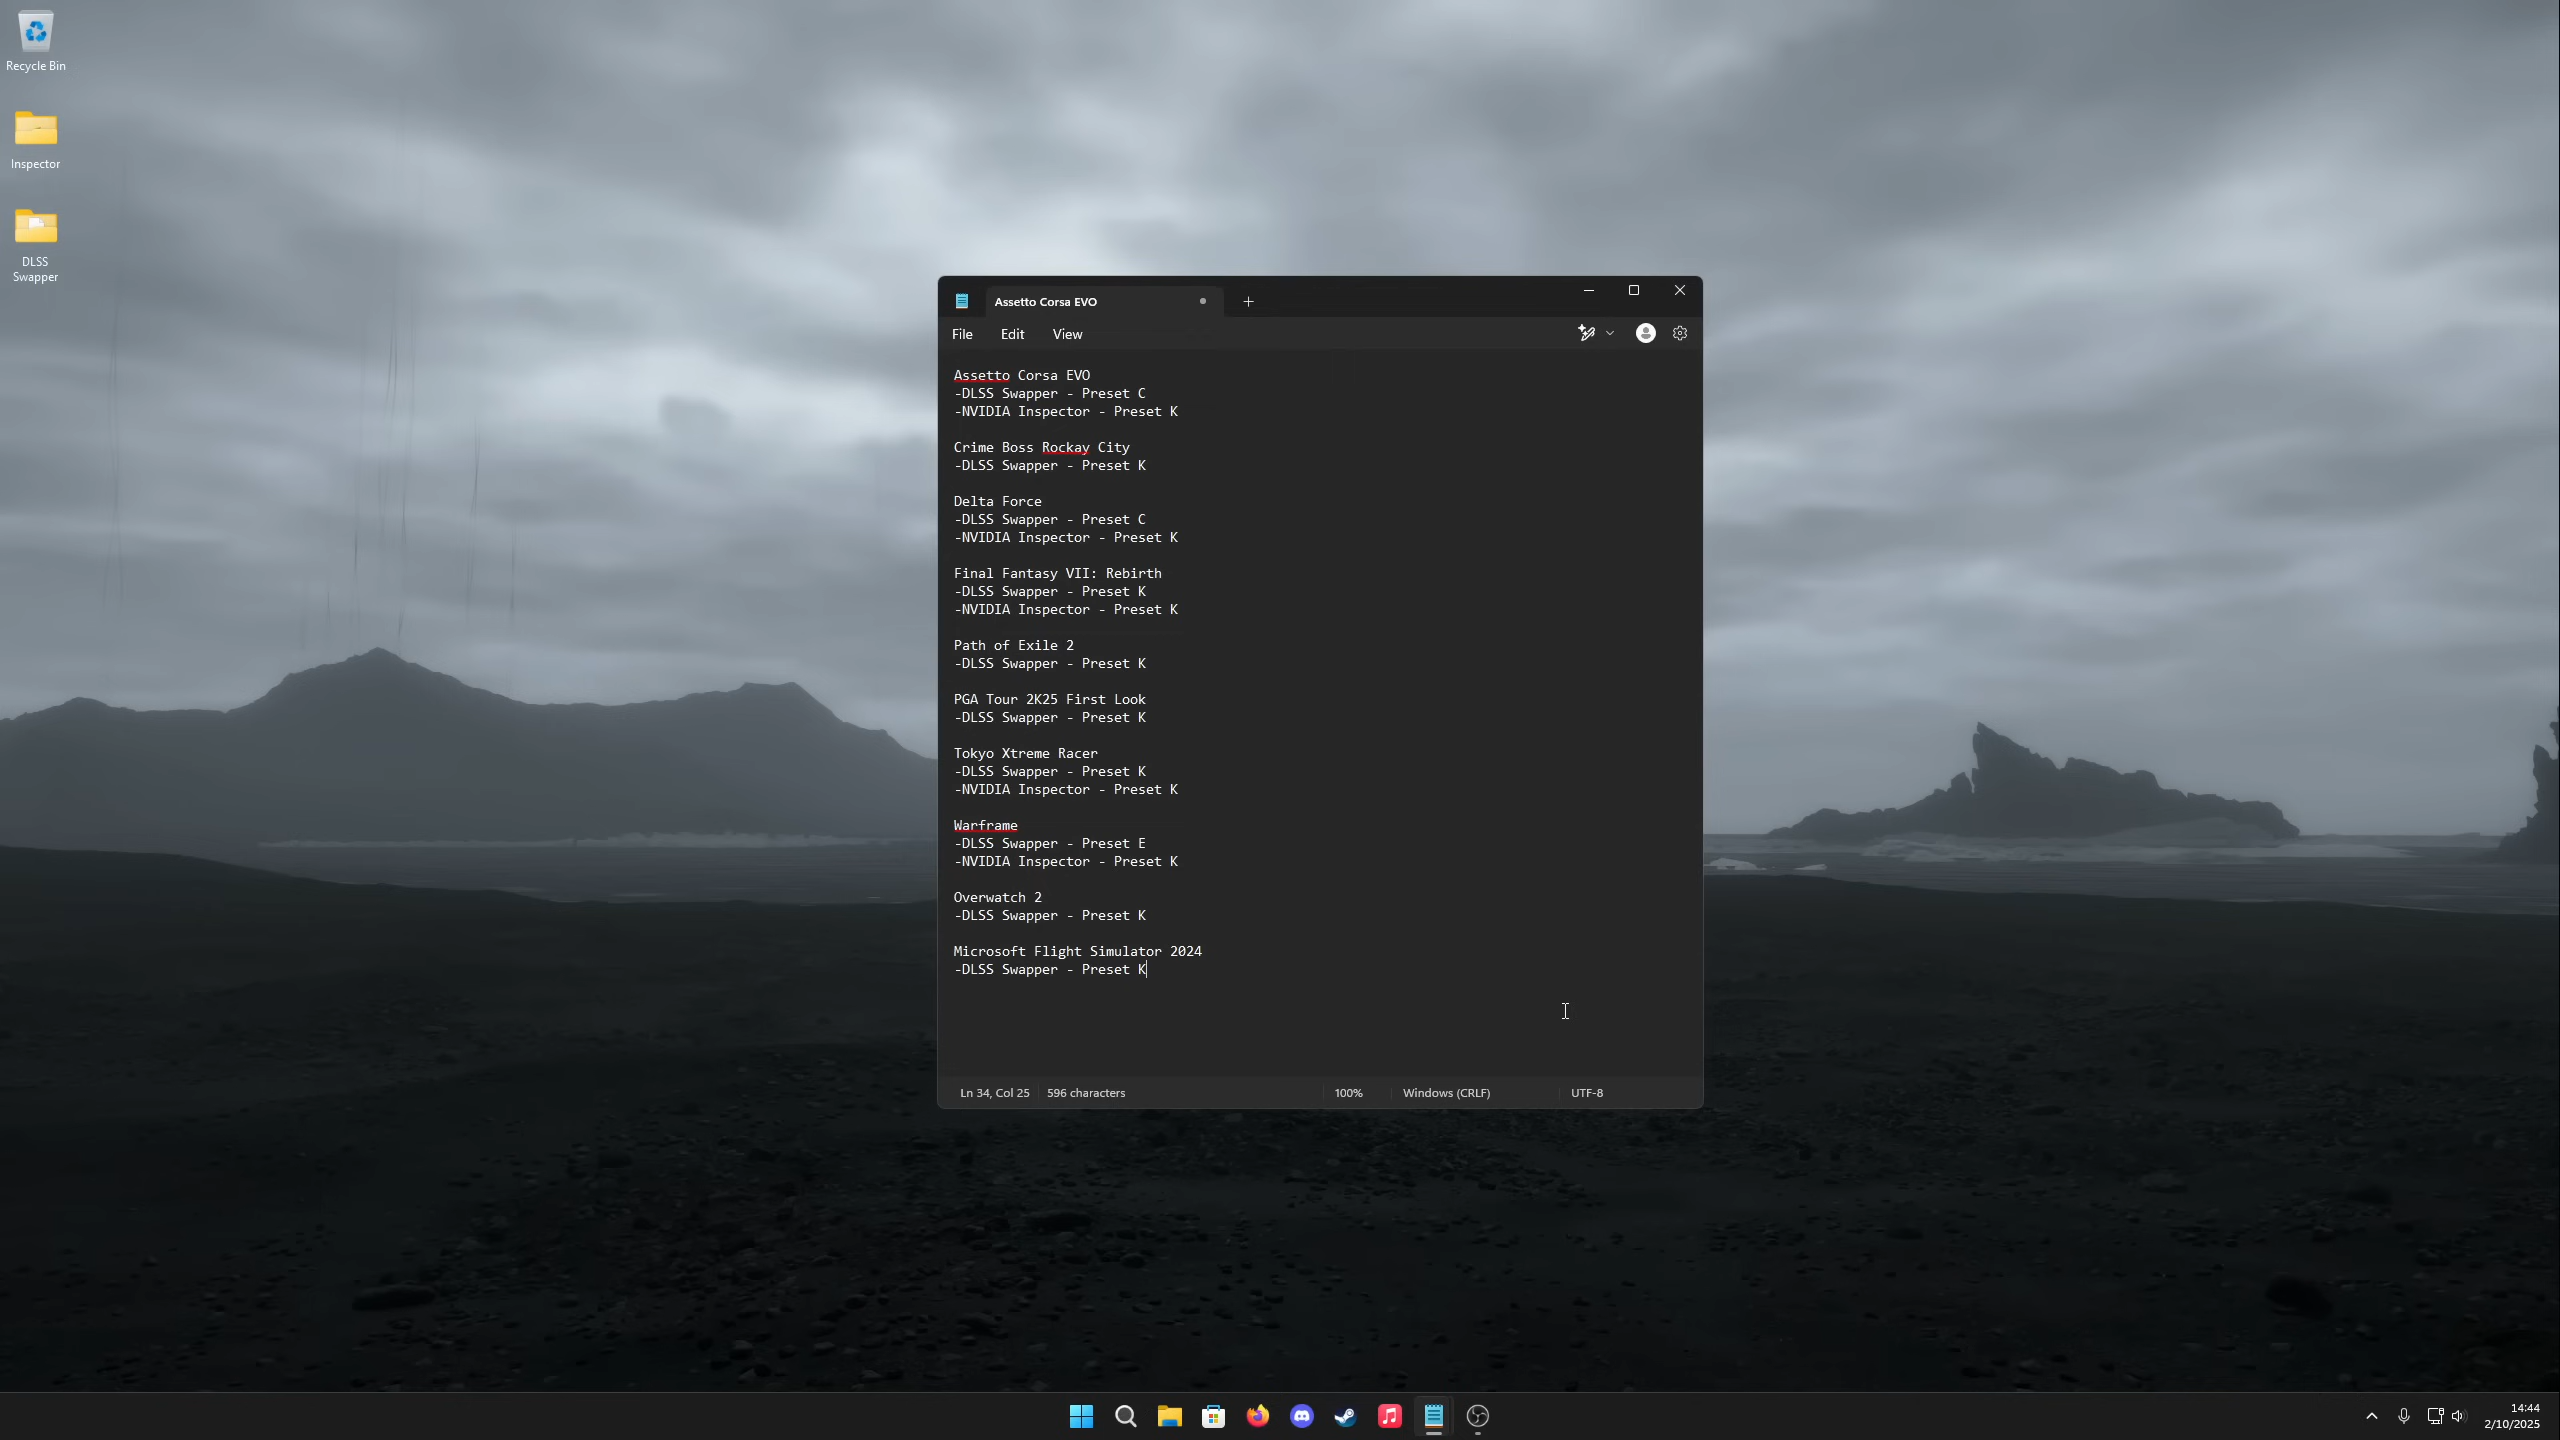 Recycle Bin
Inspector
DLSS
Swapper
Assetto Corsa EVO
File Edit View
Assetto Corsa EVO
-DLSS Swapper - Preset C
-NVIDIA Inspector - Preset K
Crime Boss Rockay City
-DLSS Swapper - Preset K
Delta Force
-DLSS Swapper - Preset C
-NVIDIA Inspector - Preset K
Final Fantasy VII: Rebirth
-DLSS Swapper - Preset K
-NVIDIA Inspector - Preset K
Path of Exile 2
-DLSS Swapper - Preset K
PGA Tour 2K25 First Look
-DLSS Swapper - Preset K
Tokyo Xtreme Racer
-DLSS Swapper - Preset K
-NVIDIA Inspector - Preset K
Warframe
-DLSS Swapper - Preset E
-NVIDIA Inspector - Preset K
Overwatch 2
-DLSS Swapper - Preset K
Microsoft Flight Simulator 2024
-DLSS Swapper - Preset K
Ln 34, Col 25 596 characters 100% Windows (CRLF) UTF-8
14:44
2/10/2025